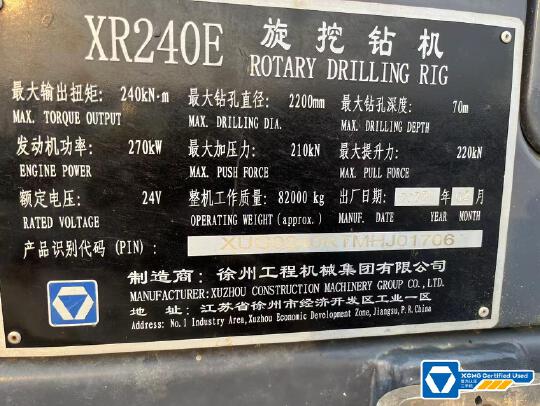 XR240E 旋挖钻机
ROTARY DRILLING RIG
最大输出扭矩: 240kN·m 最大钻孔直径: 2200mm 最大钻孔深度: 70m
MAX. TORQUE OUTPUT MAX. DRILLING DIA. MAX. DRILLING DEPTH
发动机功率: 270kW 最大加压力: 210kN 最大提升力: 220kN
ENGINE POWER MAX. PUSH FORCE MAX. PULL FORCE
额定电压: 24V 整机工作质量: 82000 kg 出厂日期: 年 月
RATED VOLTAGE OPERATING WEIGHT (approx.) MANUF. DATE YEAR MONTH
产品识别代码 (PIN):
制造商: 徐州工程机械集团有限公司
MANUFACTURER: XUZHOU CONSTRUCTION MACHINERY GROUP CO., LTD.
地 址: 江苏省徐州市经济开发区工业一区
Address: No.1 Industry Area, Xuzhou Economic Development Zone, Jiangsu, P.R.China
XCMG Certified Used